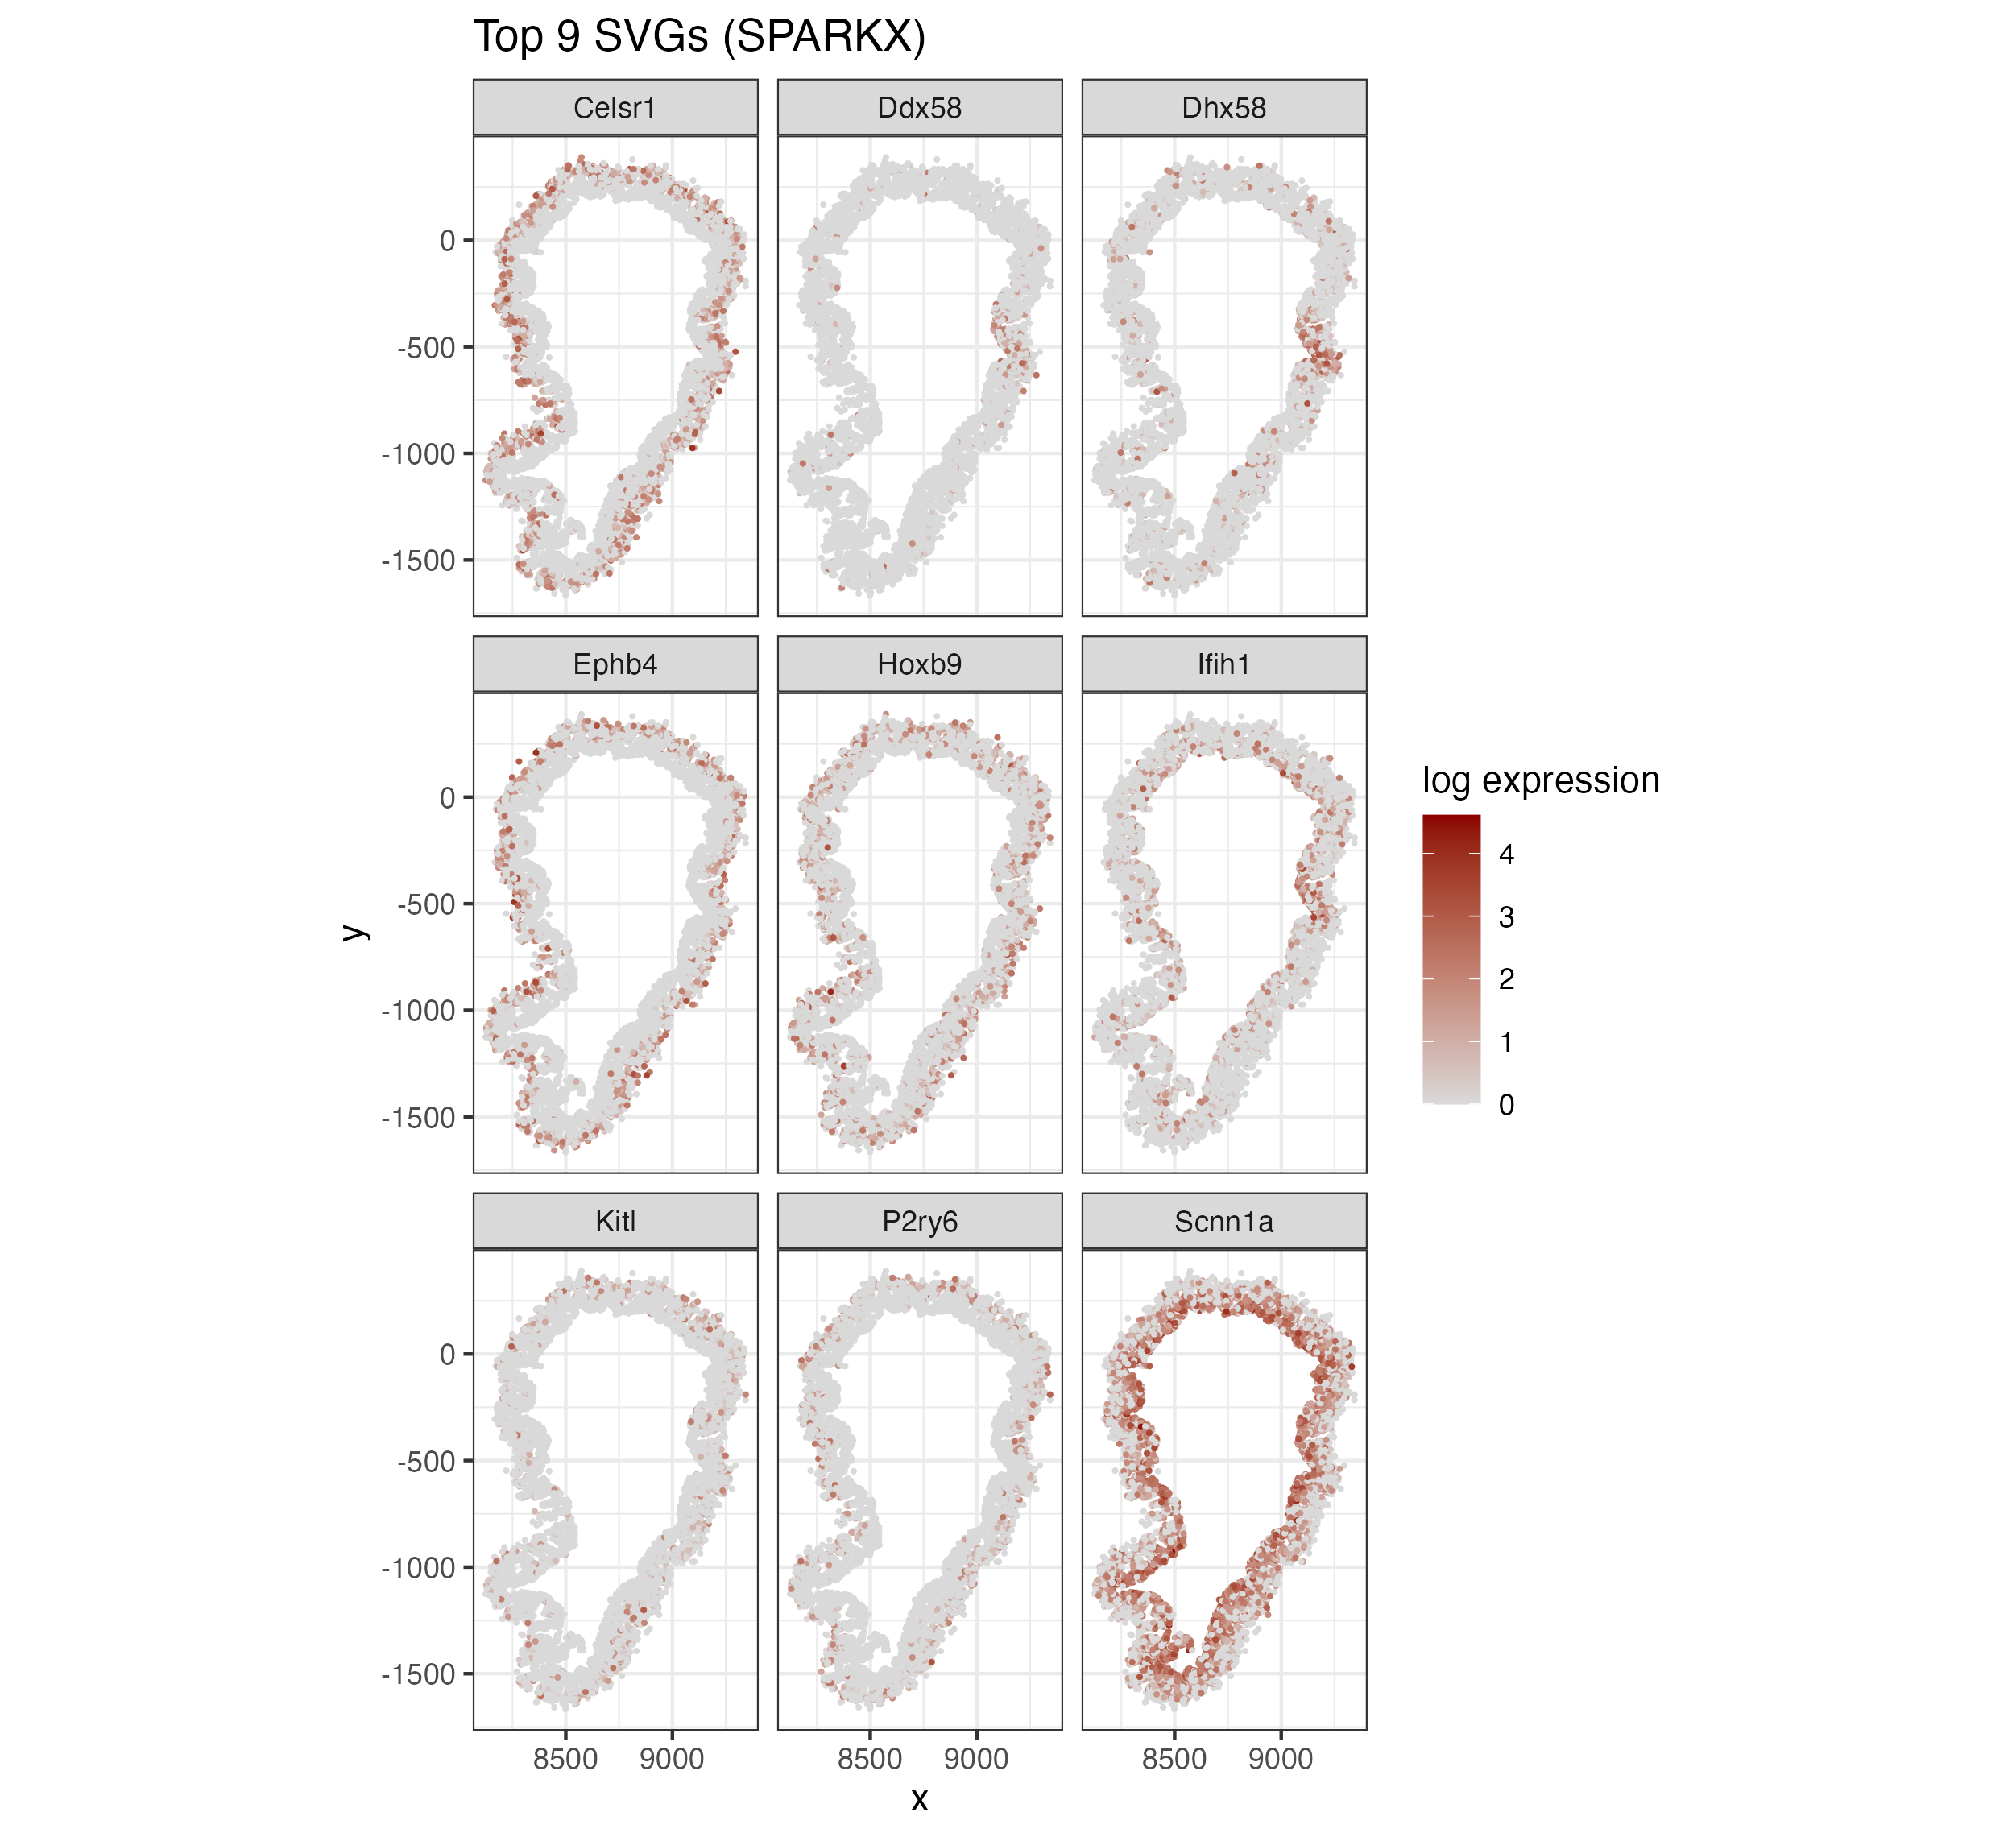 Top 9 SVGs (SPARKX)
Celsr1 Ddx58 Dhx58
0
-500
-1000
-1500
Ephb4 Hoxb9 Ifih1
0
-500
-1000
-1500
y
log expression
4
3
2
1
0
Kitl P2ry6 Scnn1a
0
-500
-1000
-1500
8500 9000 8500 9000 8500 9000
x